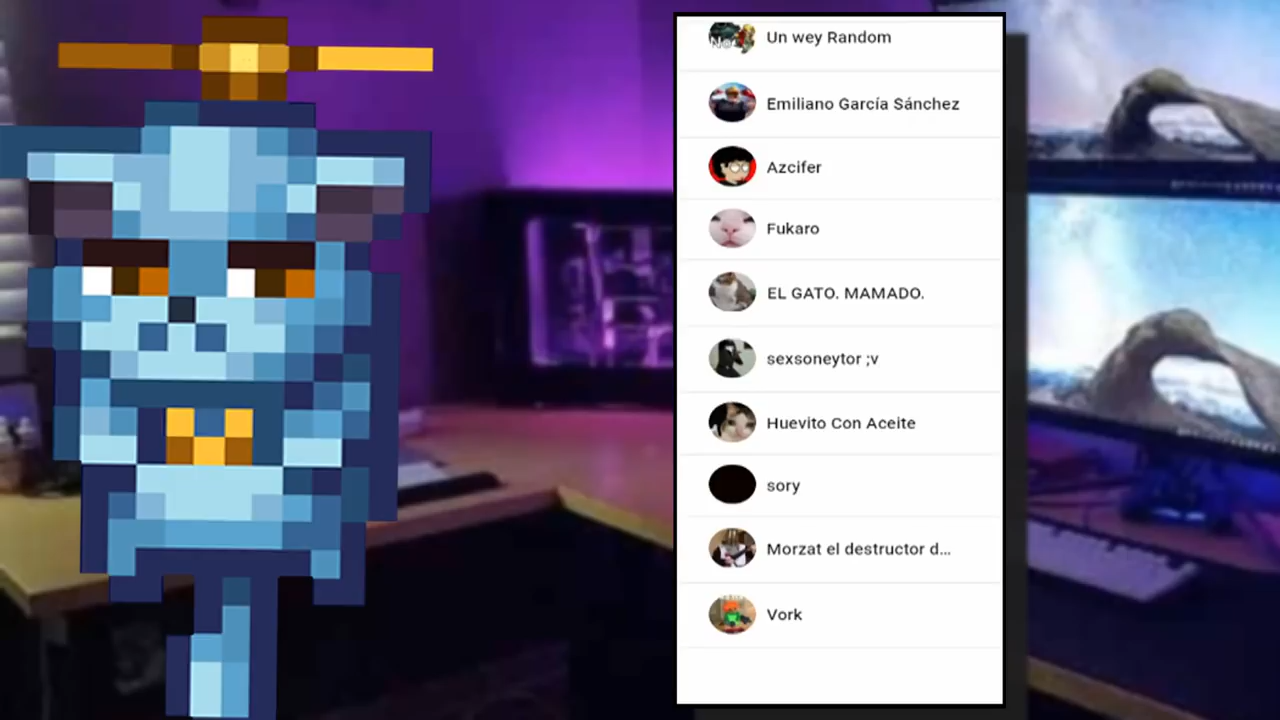 Un wey Random
Emiliano García Sánchez
Azcifer
Fukaro
EL GATO. MAMADO.
sexsoneytor ;v
Huevito Con Aceite
sory
Morzat el destructor d...
Vork